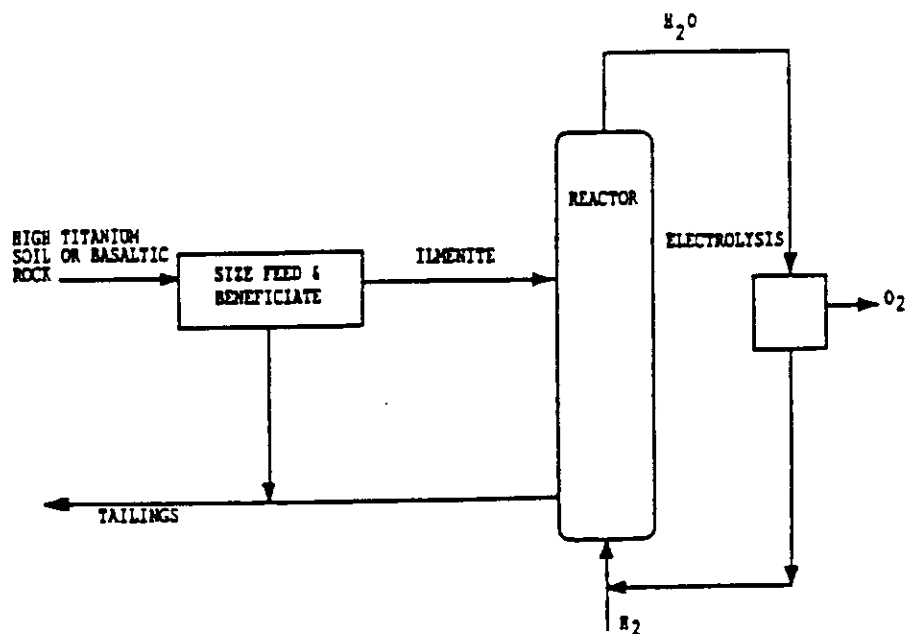 H₂O
REACTOR
HIGH TITANIUM
SOIL OR BASALTIC
ROCK
SIZE FEED &
BENEFICIATE
ILMENITE
ELECTROLYSIS
O₂
TAILINGS
H₂